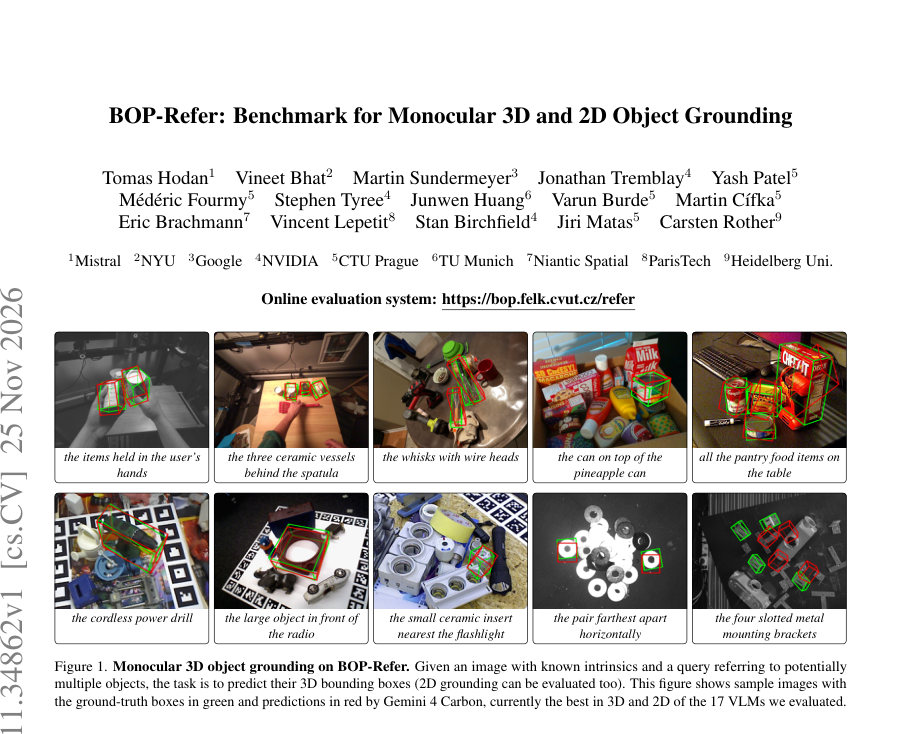 BOP-Refer: Benchmark for Monocular 3D and 2D Object Grounding
Tomas Hodan1 Vineet Bhat2 Martin Sundermeyer3 Jonathan Tremblay4 Yash Patel5
Médéric Fourmy5 Stephen Tyree4 Junwen Huang6 Varun Burde5 Martin Cífka5
Eric Brachmann7 Vincent Lepetit8 Stan Birchfield4 Jiri Matas5 Carsten Rother9
1Mistral 2NYU 3Google 4NVIDIA 5CTU Prague 6TU Munich 7Niantic Spatial 8ParisTech 9Heidelberg Uni.
Online evaluation system: https://bop.felk.cvut.cz/refer
11.34862v1 [cs.CV] 25 Nov 2026
the items held in the user's
hands
the three ceramic vessels
behind the spatula
the whisks with wire heads
the can on top of the
pineapple can
all the pantry food items on
the table
the cordless power drill
the large object in front of
the radio
the small ceramic insert
nearest the flashlight
the pair farthest apart
horizontally
the four slotted metal
mounting brackets
Figure 1. Monocular 3D object grounding on BOP-Refer. Given an image with known intrinsics and a query referring to potentially
multiple objects, the task is to predict their 3D bounding boxes (2D grounding can be evaluated too). This figure shows sample images with
the ground-truth boxes in green and predictions in red by Gemini 4 Carbon, currently the best in 3D and 2D of the 17 VLMs we evaluated.